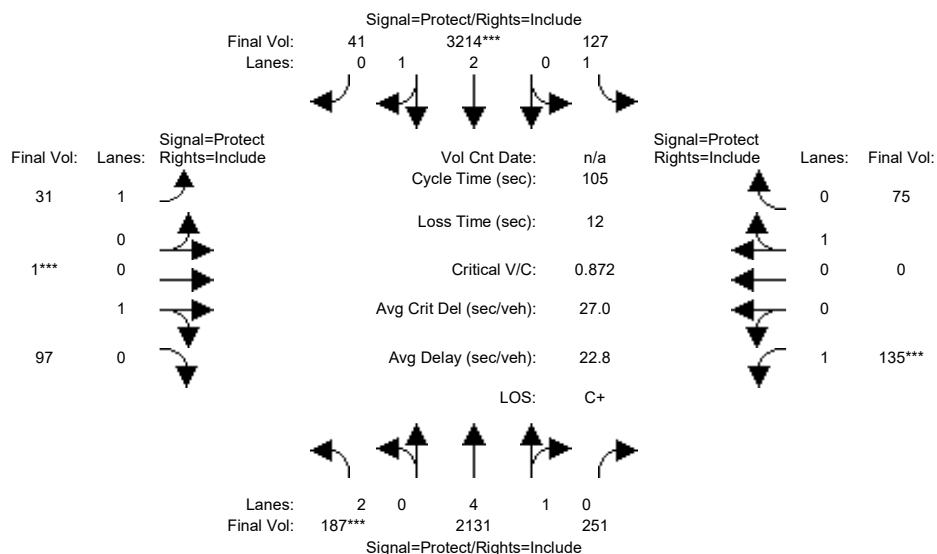 Signal=Protect/Rights=Include
Final Vol: 41 3214*** 127
Lanes: 0 1 2 0 1
Signal=Protect
Final Vol: Lanes: Rights=Include
Vol Cnt Date: n/a
Signal=Protect
Rights=Include Lanes: Final Vol:
Cycle Time (sec): 105
31 1
0 75
Loss Time (sec): 12
0
1
1*** 0
Critical V/C: 0.872
0 0
1
Avg Crit Del (sec/veh): 27.0
0
97 0
Avg Delay (sec/veh): 22.8
1 135***
LOS: C+
Lanes: 2 0 4 1 0
Final Vol: 187*** 2131 251
Signal=Protect/Rights=Include